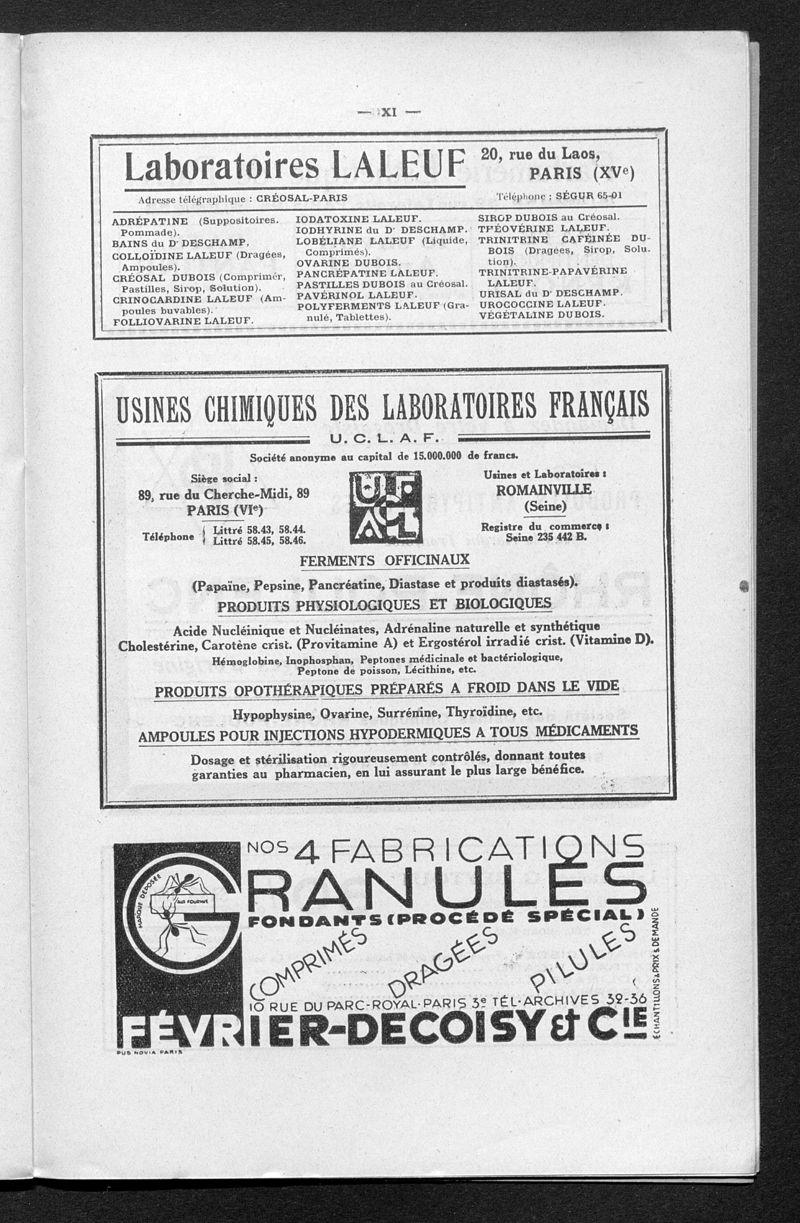 — XI —
Laboratoires LALEUF
20, rue du Laos,
PARIS (XVe)
Adresse télégraphique : CRÉOSAL-PARIS
Téléphone : SÉGUR 65-01
ADRÉPATINE (Suppositoires.
Pommade).
BAINS du Dr DESCHAMP.
COLLOÏDINE LALEUF (Dragées,
Ampoules).
CRÉOSAL DUBOIS (Comprimér,
Pastilles, Sirop, Solution).
CRINOCARDINE LALEUF (Am-
poules buvables).
FOLLIOVARINE LALEUF.
IODATOXINE LALEUF.
IODHYRINE du Dr DESCHAMP.
LOBÉLIANE LALEUF (Liquide,
Comprimés).
OVARINE DUBOIS.
PANCRÉPATINE LALEUF.
PASTILLES DUBOIS au Créosal.
PAVÉRINOL LALEUF.
POLYFERMENTS LALEUF (Gra-
nulé, Tablettes).
SIROP DUBOIS au Créosal.
THÉOVÉRINE LALEUF.
TRINITRINE CAFÉINÉE DU-
BOIS (Dragées, Sirop, Solu.
tion).
TRINITRINE-PAPAVÉRINE
LALEUF.
URISAL du Dr DESCHAMP.
UROCOCCINE LALEUF.
VÉGÉTALINE DUBOIS.
USINES CHIMIQUES DES LABORATOIRES FRANÇAIS
U. C. L. A. F.
Société anonyme au capital de 15.000.000 de francs.
Siège social :
89, rue du Cherche-Midi, 89
PARIS (VIe)
Téléphone { Littré 58.43, 58.44.
Littré 58.45, 58.46.
UCLAF
Usines et Laboratoires :
ROMAINVILLE
(Seine)
Registre du commerce :
Seine 235 442 B.
FERMENTS OFFICINAUX
(Papaïne, Pepsine, Pancréatine, Diastase et produits diastasés).
PRODUITS PHYSIOLOGIQUES ET BIOLOGIQUES
Acide Nucléinique et Nucléinates, Adrénaline naturelle et synthétique
Cholestérine, Carotène crist. (Provitamine A) et Ergostérol irradié crist. (Vitamine D).
Hémoglobine, Inophosphan, Peptones médicinale et bactériologique,
Peptone de poisson, Lécithine, etc.
PRODUITS OPOTHÉRAPIQUES PRÉPARÉS A FROID DANS LE VIDE
Hypophysine, Ovarine, Surrénine, Thyroïdine, etc.
AMPOULES POUR INJECTIONS HYPODERMIQUES A TOUS MÉDICAMENTS
Dosage et stérilisation rigoureusement contrôlés, donnant toutes
garanties au pharmacien, en lui assurant le plus large bénéfice.
NOS 4 FABRICATIONS
GRANULÉS
MARQUE DÉPOSÉE
AUX FOURMIS
FONDANTS (PROCÉDÉ SPÉCIAL)
COMPRIMÉS
DRAGÉES
PILULES
10 RUE DU PARC-ROYAL-PARIS 3e TÉL-ARCHIVES 32-36
FÉVRIER-DECOISY & CIE
ÉCHANTILLONS & PRIX & DEMANDE
PUB NOVIA PARIS